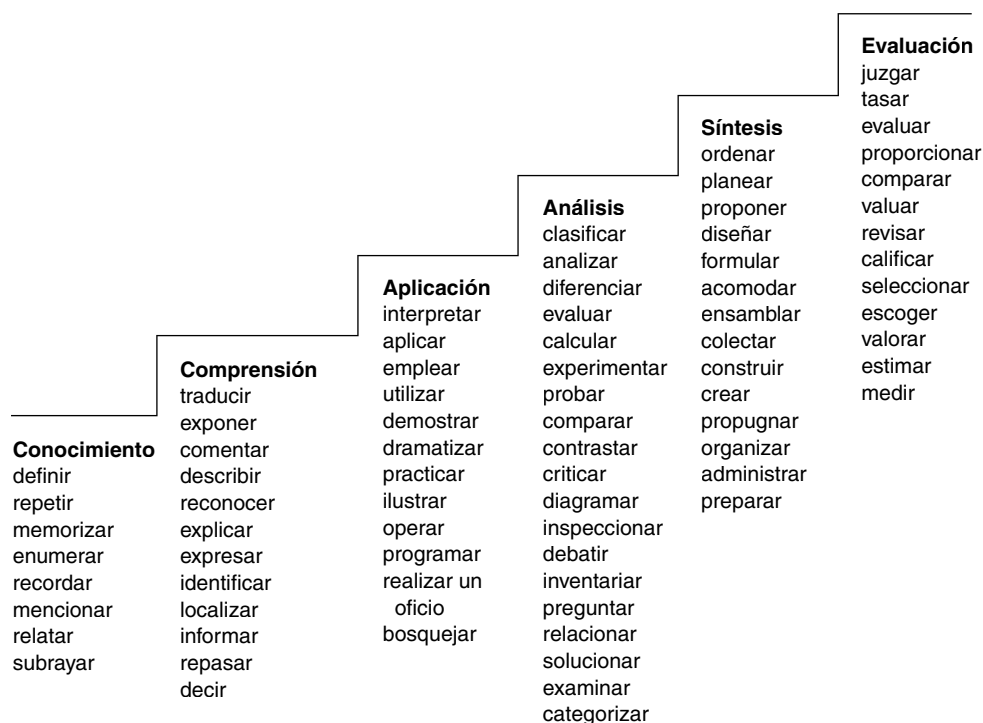 Conocimiento
definir
repetir
memorizar
enumerar
recordar
mencionar
relatar
subrayar
Comprensión
traducir
exponer
comentar
describir
reconocer
explicar
expresar
identificar
localizar
informar
repasar
decir
Aplicación
interpretar
aplicar
emplear
utilizar
demostrar
dramatizar
practicar
ilustrar
operar
programar
realizar un
oficio
bosquejar
Análisis
clasificar
analizar
diferenciar
evaluar
calcular
experimentar
probar
comparar
contrastar
criticar
diagramar
inspeccionar
debatir
inventariar
preguntar
relacionar
solucionar
examinar
categorizar
Síntesis
ordenar
planear
proponer
diseñar
formular
acomodar
ensamblar
colectar
construir
crear
propugnar
organizar
administrar
preparar
Evaluación
juzgar
tasar
evaluar
proporcionar
comparar
valuar
revisar
calificar
seleccionar
escoger
valorar
estimar
medir